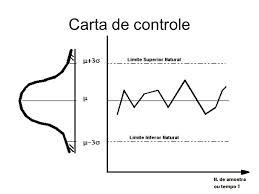 Carta de controle
μ+3σ
Limite Superior Natural
μ
Limite Inferior Natural
μ-3σ
N. de amostra
ou tempo t